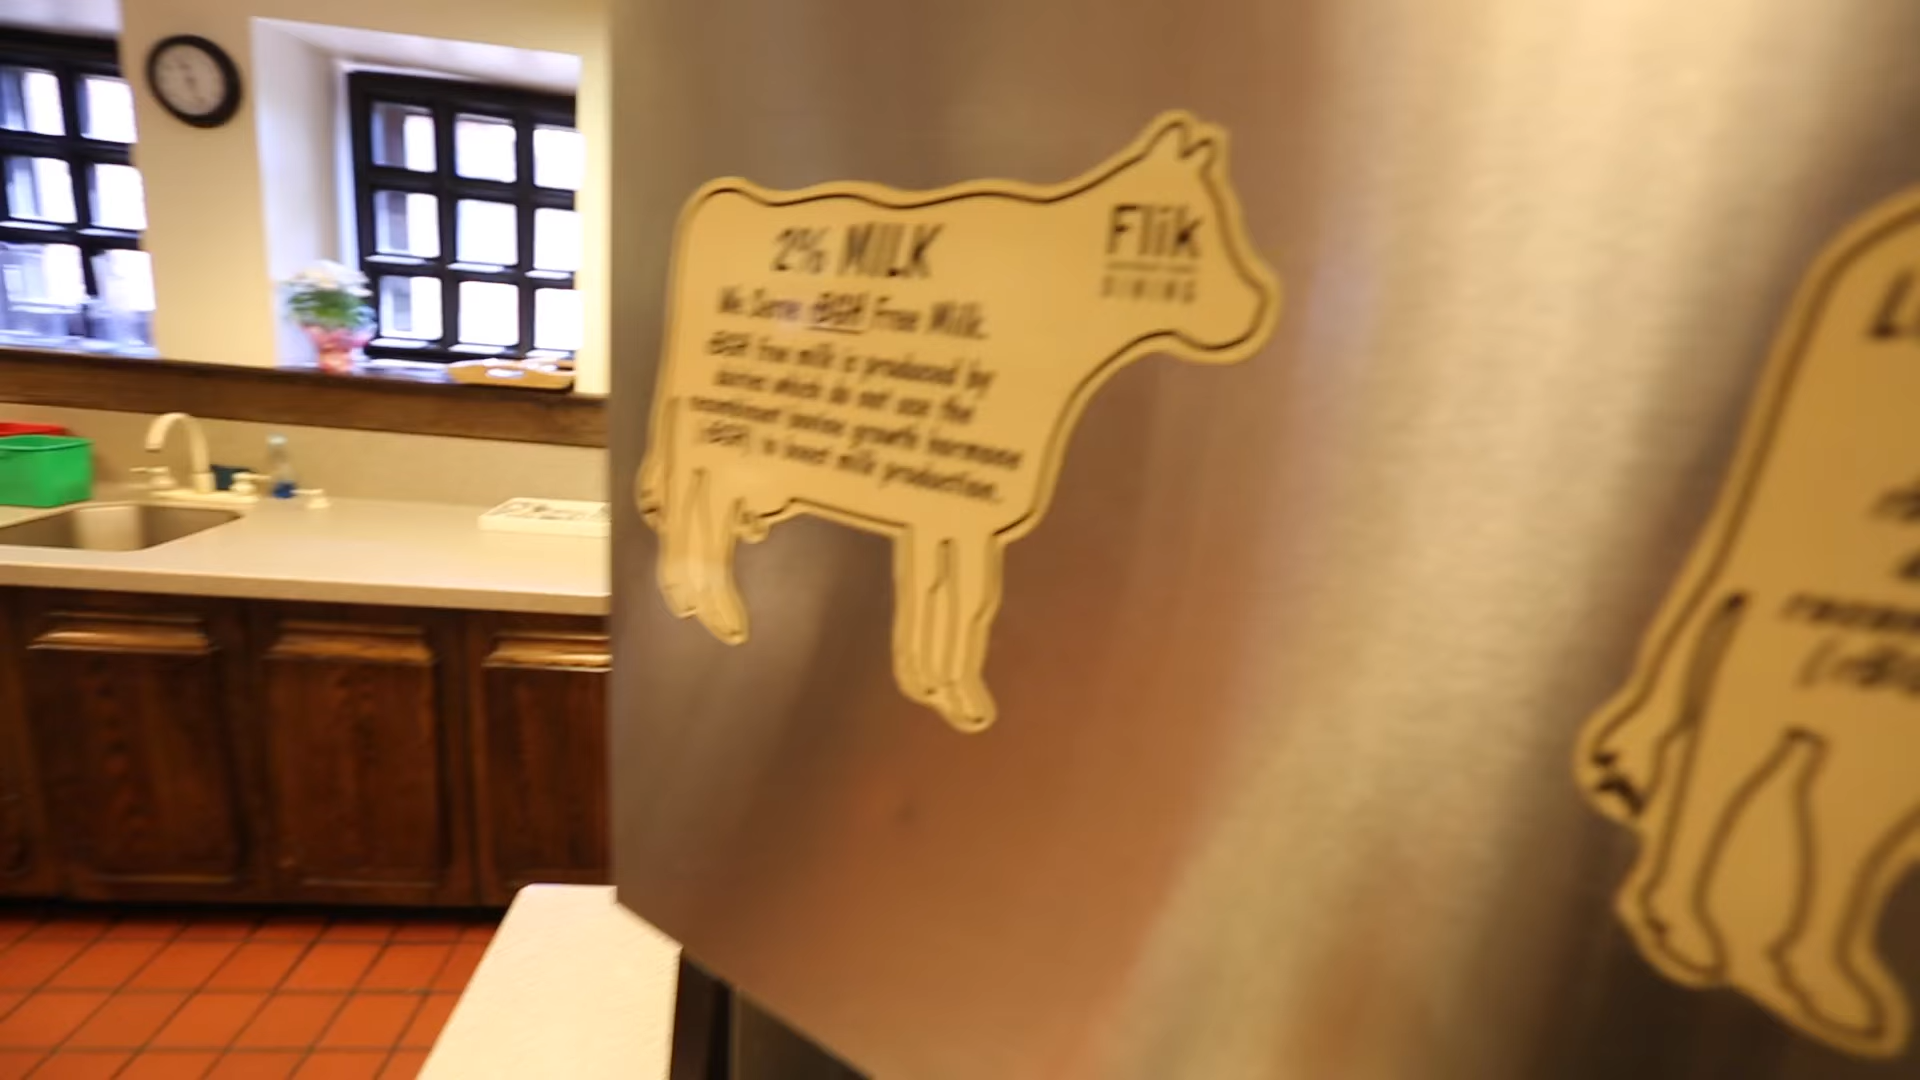 2% MILK
Flik
DINING
We Serve rBGH Free Milk.
rBGH free milk is produced by
dairies which do not use the
recombinant bovine growth hormone
(rBGH) to boost milk production.